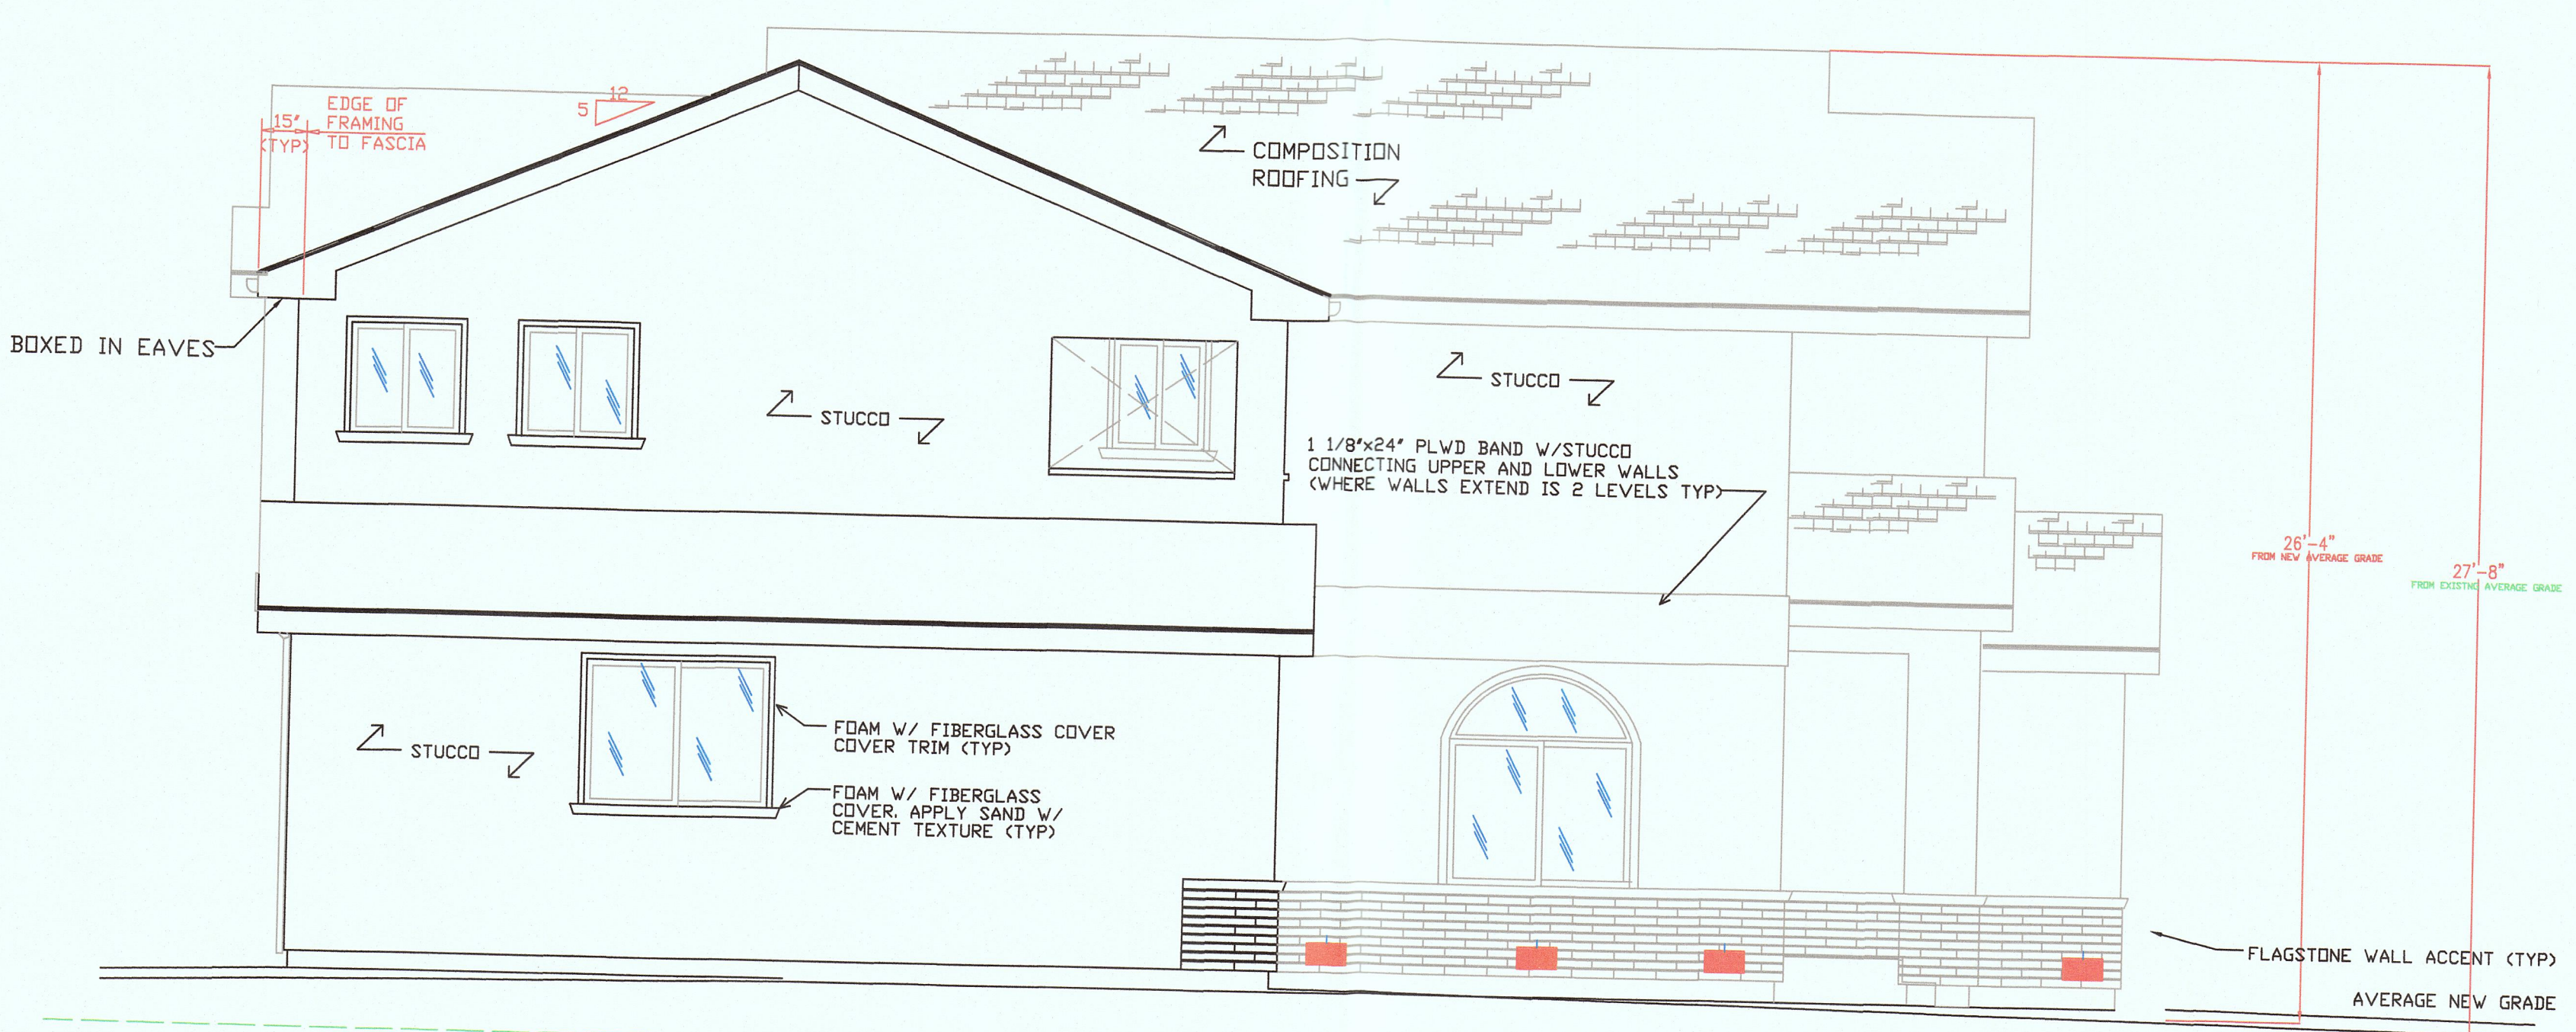 EDGE OF
FRAMING
TO FASCIA
15"
(TYP)
12
5
COMPOSITION
ROOFING
BOXED IN EAVES
STUCCO
STUCCO
1 1/8"x24" PLWD BAND W/STUCCO
CONNECTING UPPER AND LOWER WALLS
(WHERE WALLS EXTEND IS 2 LEVELS TYP)
26'-4"
FROM NEW AVERAGE GRADE
27'-8"
FROM EXISTNG AVERAGE GRADE
STUCCO
FOAM W/ FIBERGLASS COVER
COVER TRIM (TYP)
FOAM W/ FIBERGLASS
COVER. APPLY SAND W/
CEMENT TEXTURE (TYP)
FLAGSTONE WALL ACCENT (TYP)
AVERAGE NEW GRADE